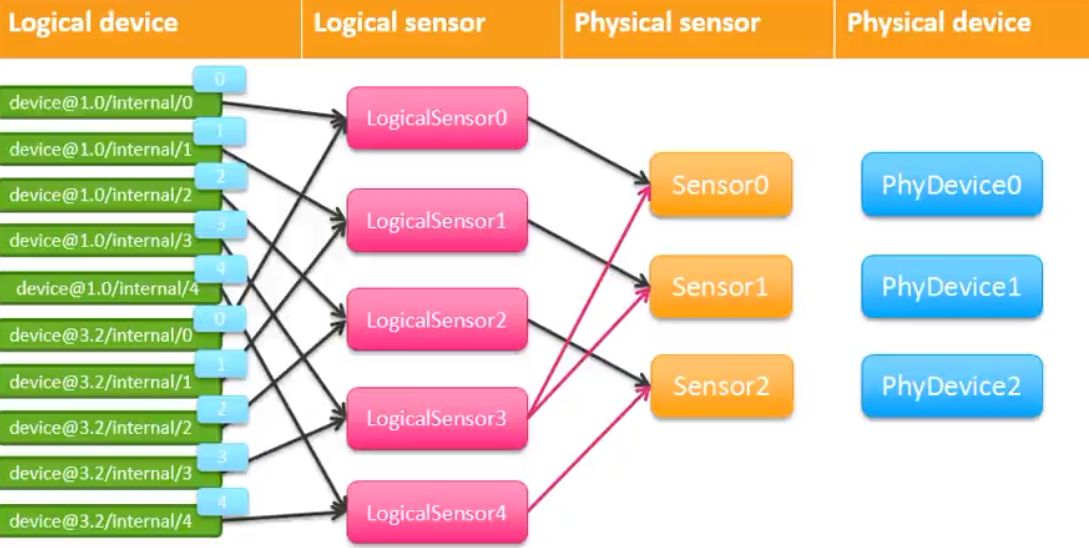 Logical device
Logical sensor
Physical sensor
Physical device
0
device@1.0/internal/0
1
device@1.0/internal/1
2
device@1.0/internal/2
3
device@1.0/internal/3
4
device@1.0/internal/4
0
device@3.2/internal/0
1
device@3.2/internal/1
2
device@3.2/internal/2
3
device@3.2/internal/3
4
device@3.2/internal/4
LogicalSensor0
LogicalSensor1
LogicalSensor2
LogicalSensor3
LogicalSensor4
Sensor0
Sensor1
Sensor2
PhyDevice0
PhyDevice1
PhyDevice2